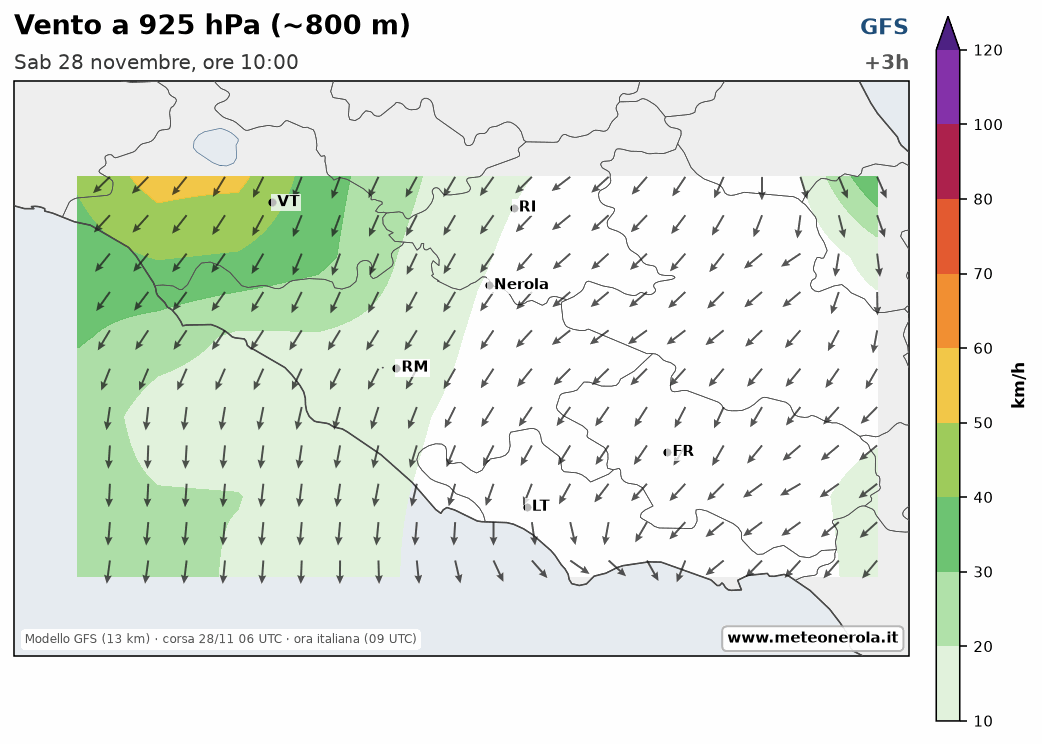 Vento a 925 hPa (~800 m)
GFS
Sab 28 novembre, ore 10:00
+3h
VT
RI
Nerola
RM
FR
LT
120
100
80
70
60
50
40
30
20
10
km/h
Modello GFS (13 km) · corsa 28/11 06 UTC · ora italiana (09 UTC)
www.meteonerola.it